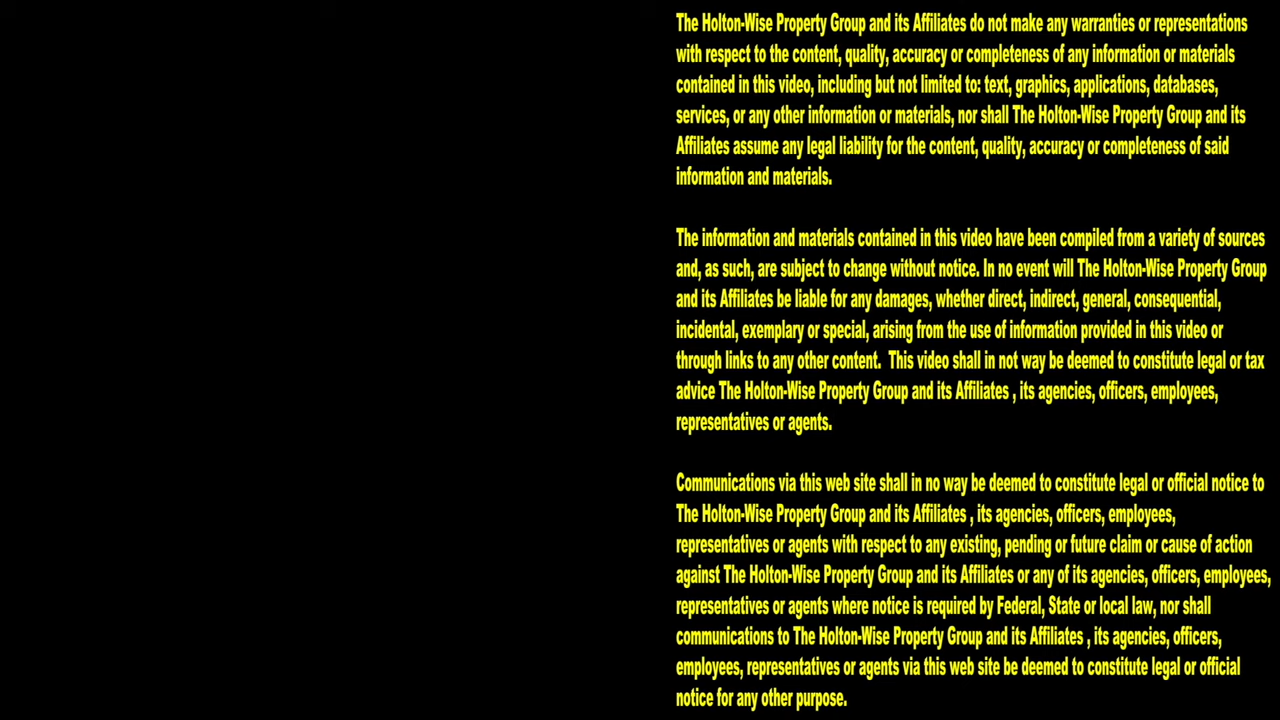 The Holton-Wise Property Group and its Affiliates do not make any warranties or representations
with respect to the content, quality, accuracy or completeness of any information or materials
contained in this video, including but not limited to: text, graphics, applications, databases,
services, or any other information or materials, nor shall The Holton-Wise Property Group and its
Affiliates assume any legal liability for the content, quality, accuracy or completeness of said
information and materials.
The information and materials contained in this video have been compiled from a variety of sources
and, as such, are subject to change without notice. In no event will The Holton-Wise Property Group
and its Affiliates be liable for any damages, whether direct, indirect, general, consequential,
incidental, exemplary or special, arising from the use of information provided in this video or
through links to any other content. This video shall in not way be deemed to constitute legal or tax
advice The Holton-Wise Property Group and its Affiliates , its agencies, officers, employees,
representatives or agents.
Communications via this web site shall in no way be deemed to constitute legal or official notice to
The Holton-Wise Property Group and its Affiliates , its agencies, officers, employees,
representatives or agents with respect to any existing, pending or future claim or cause of action
against The Holton-Wise Property Group and its Affiliates or any of its agencies, officers, employees,
representatives or agents where notice is required by Federal, State or local law, nor shall
communications to The Holton-Wise Property Group and its Affiliates , its agencies, officers,
employees, representatives or agents via this web site be deemed to constitute legal or official
notice for any other purpose.